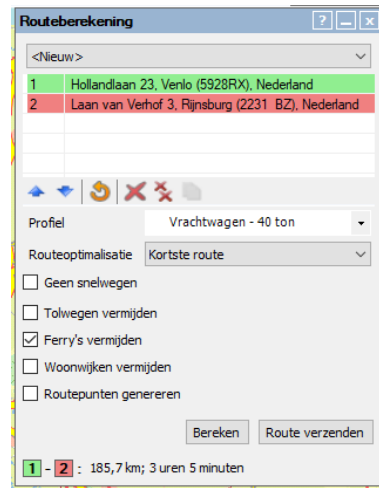 Routeberekening
<Nieuw>
1 Hollandlaan 23, Venlo (5928RX), Nederland
2 Laan van Verhof 3, Rijnsburg (2231 BZ), Nederland
Profiel Vrachtwagen - 40 ton
Routeoptimalisatie Kortste route
Geen snelwegen
Tolwegen vermijden
Ferry's vermijden
Woonwijken vermijden
Routepunten genereren
Bereken Route verzenden
1 - 2 : 185,7 km; 3 uren 5 minuten